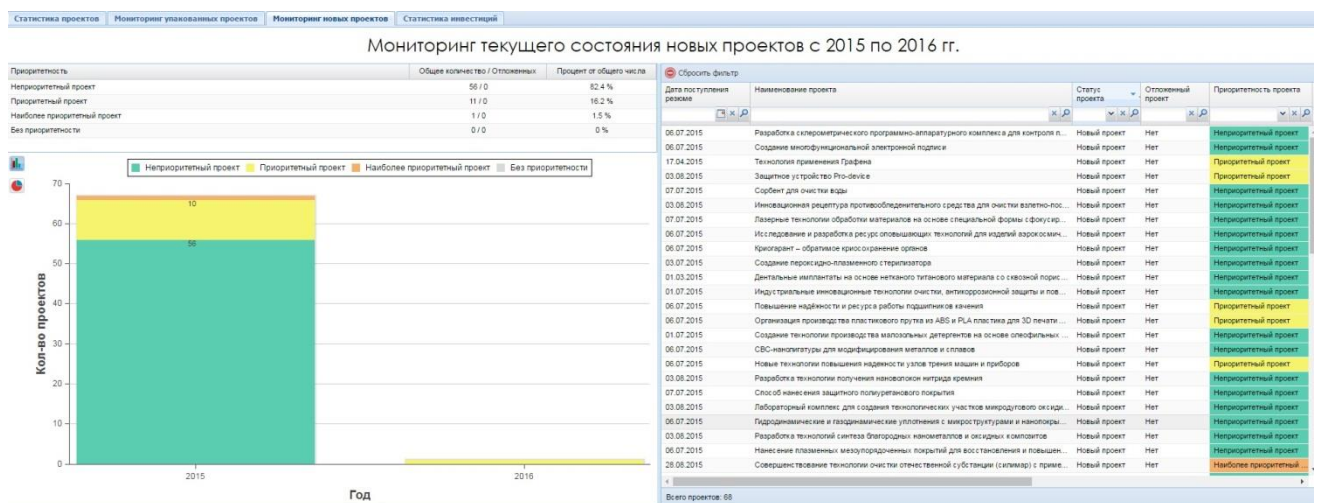 Статистика проектов Мониторинг упакованных проектов Мониторинг новых проектов Статистика инвестиций
Мониторинг текущего состояния новых проектов с 2015 по 2016 гг.
Приоритетность Общее количество / Отложенных Процент от общего числа
Неприоритетный проект 56 / 0 82.4 %
Приоритетный проект 11 / 0 16.2 %
Наиболее приоритетный проект 1 / 0 1.5 %
Без приоритетности 0 / 0 0 %
Неприоритетный проект Приоритетный проект Наиболее приоритетный проект Без приоритетности
70
60
50
40
30
20
10
0
10
56
Кол-во проектов
2015 2016
Год
Сбросить фильтр
Дата поступления резюме Наименование проекта Статус проекта Отложенный проект Приоритетность проекта
06.07.2015 Разработка склерометрического программно-аппаратурного комплекса для контроля п... Новый проект Нет Неприоритетный проект
06.07.2015 Создание многофункциональной электронной подписи Новый проект Нет Неприоритетный проект
17.04.2015 Технология применения Графена Новый проект Нет Приоритетный проект
03.08.2015 Защитное устройство Pro-device Новый проект Нет Приоритетный проект
07.07.2015 Сорбент для очистки воды Новый проект Нет Неприоритетный проект
03.08.2015 Инновационная рецептура противообледенительного средства для очистки взлетно-пос... Новый проект Нет Неприоритетный проект
07.07.2015 Лазерные технологии обработки материалов на основе специальной формы сфокусир... Новый проект Нет Неприоритетный проект
06.07.2015 Исследование и разработка ресурсоповышающих технологий для изделий аэрокосмич... Новый проект Нет Неприоритетный проект
06.07.2015 Криогарант – обратимое криосохранение органов Новый проект Нет Неприоритетный проект
03.07.2015 Создание пероксидно-плазменного стерилизатора Новый проект Нет Неприоритетный проект
01.03.2015 Дентальные имплантаты на основе нетканого титанового материала со сквозной порис... Новый проект Нет Неприоритетный проект
01.07.2015 Индустриальные инновационные технологии очистки, антикоррозионной защиты и пов... Новый проект Нет Неприоритетный проект
06.07.2015 Повышение надёжности и ресурса работы подшипников качения Новый проект Нет Приоритетный проект
06.07.2015 Организация производства пластикового прутка из ABS и PLA пластика для 3D печати... Новый проект Нет Приоритетный проект
01.07.2015 Создание технологии производства малозольных детергентов на основе олеофильных ... Новый проект Нет Неприоритетный проект
06.07.2015 СВС-нанолигатуры для модифицирования металлов и сплавов Новый проект Нет Неприоритетный проект
06.07.2015 Новые технологии повышения надежности узлов трения машин и приборов Новый проект Нет Приоритетный проект
03.08.2015 Разработка технологии получения нановолокон нитрида кремния Новый проект Нет Неприоритетный проект
07.07.2015 Способ нанесения защитного полиуретанового покрытия Новый проект Нет Неприоритетный проект
03.08.2015 Лабораторный комплекс для создания технологических участков микродугового оксиди... Новый проект Нет Неприоритетный проект
06.07.2015 Гидродинамические и газодинамические уплотнения с микроструктурами и нанопокры... Новый проект Нет Неприоритетный проект
03.08.2015 Разработка технологий синтеза благородных нанометаллов и оксидных композитов Новый проект Нет Неприоритетный проект
06.07.2015 Нанесение плазменных мезоупорядоченных покрытий для восстановления и повышен... Новый проект Нет Неприоритетный проект
28.08.2015 Совершенствование технологии очистки отечественной субстанции (силимар) с приме... Новый проект Нет Наиболее приоритетный ...
Всего проектов: 68